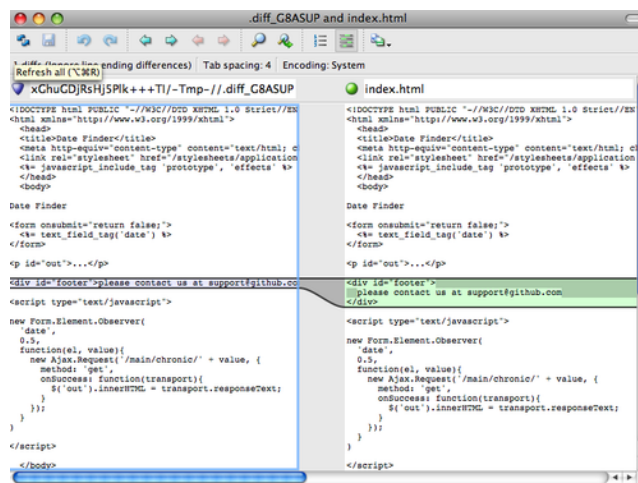 .diff_G8ASUP and index.html
1 diffs (Ignore line ending differences) Tab spacing: 4 Encoding: System
Refresh all (⌥⌘R)
xGhuGDjRsHj5Plk+++TI/-Tmp-//.diff_G8ASUP
<!DOCTYPE html PUBLIC "-//W3C//DTD XHTML 1.0 Strict//EN
<html xmlns="http://www.w3.org/1999/xhtml">
<head>
<title>Date Finder</title>
<meta http-equiv="content-type" content="text/html; c
<link rel="stylesheet" href="/stylesheets/application
<%= javascript_include_tag 'prototype', 'effects' %>
</head>
<body>
Date Finder
<form onsubmit="return false;">
<%= text_field_tag('date') %>
</form>
<p id="out">...</p>
<div id="footer">please contact us at support@github.co
<script type="text/javascript">
new Form.Element.Observer(
'date',
0.5,
function(el, value){
new Ajax.Request('/main/chronic/' + value, {
method: 'get',
onSuccess: function(transport){
$('out').innerHTML = transport.responseText;
}
});
}
)
</script>
</body>
index.html
<!DOCTYPE html PUBLIC "-//W3C//DTD XHTML 1.0 Strict//EN
<html xmlns="http://www.w3.org/1999/xhtml">
<head>
<title>Date Finder</title>
<meta http-equiv="content-type" content="text/html; c
<link rel="stylesheet" href="/stylesheets/application
<%= javascript_include_tag 'prototype', 'effects' %>
</head>
<body>
Date Finder
<form onsubmit="return false;">
<%= text_field_tag('date') %>
</form>
<p id="out">...</p>
<div id="footer">
please contact us at support@github.com
</div>
<script type="text/javascript">
new Form.Element.Observer(
'date',
0.5,
function(el, value){
new Ajax.Request('/main/chronic/' + value, {
method: 'get',
onSuccess: function(transport){
$('out').innerHTML = transport.responseText;
}
});
}
)
</script>